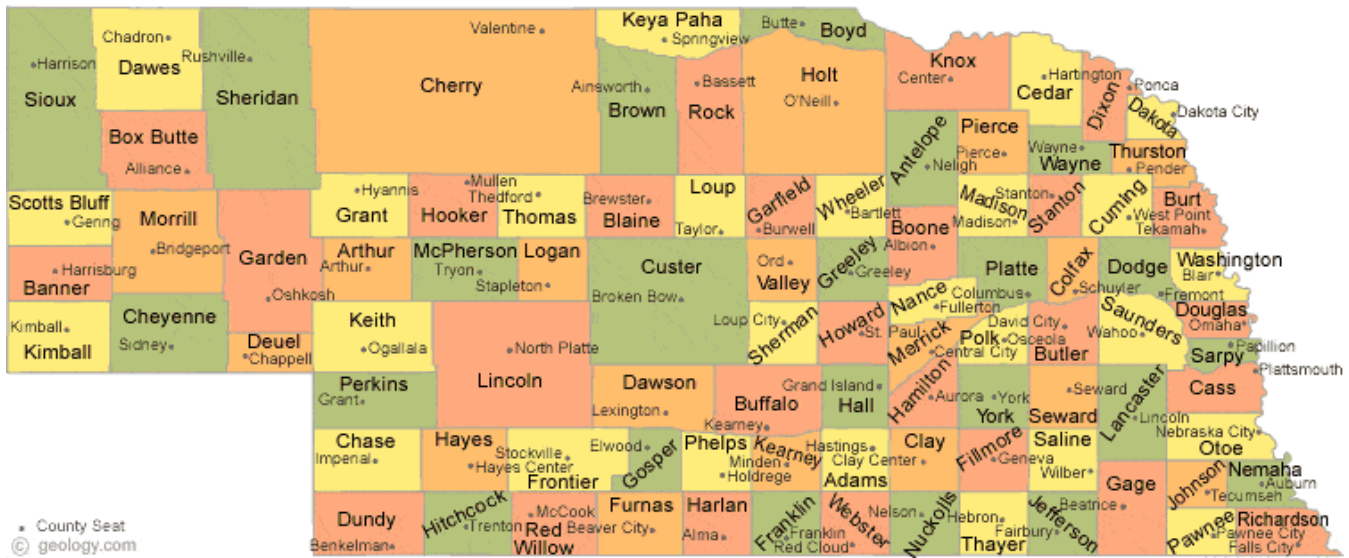 Keya Paha
Springview
Butte
Boyd
Valentine
Cherry
Chadron
Dawes
Rushville
Sheridan
Harrison
Sioux
Ainsworth
Brown
Bassett
Rock
Holt
O'Neill
Knox
Center
Hartington
Cedar
Dixon
Ponca
Dakota
Dakota City
Box Butte
Alliance
Antelope
Neligh
Pierce
Pierce
Wayne
Wayne
Thurston
Pender
Scotts Bluff
Gering
Morrill
Bridgeport
Garden
Oshkosh
Hyannis
Grant
Mullen
Hooker
Thedford
Thomas
Brewster
Blaine
Loup
Taylor
Garfield
Burwell
Wheeler
Bartlett
Boone
Albion
Madison
Madison
Stanton
Stanton
Cuming
West Point
Burt
Tekamah
Harrisburg
Banner
Arthur
Arthur
McPherson
Tryon
Logan
Stapleton
Custer
Broken Bow
Ord
Valley
Greeley
Greeley
Platte
Columbus
Colfax
Schuyler
Dodge
Fremont
Washington
Blair
Nance
Fullerton
Kimball
Kimball
Cheyenne
Sidney
Deuel
Chappell
Keith
Ogallala
Lincoln
North Platte
Loup City
Sherman
Howard
St. Paul
Merrick
Central City
Polk
Osceola
David City
Butler
Saunders
Wahoo
Douglas
Omaha
Sarpy
Papillion
Plattsmouth
Cass
Perkins
Grant
Dawson
Lexington
Buffalo
Kearney
Grand Island
Hall
Hamilton
Aurora
York
York
Seward
Seward
Lancaster
Lincoln
Nebraska City
Otoe
Chase
Imperial
Hayes
Hayes Center
Stockville
Frontier
Elwood
Gosper
Phelps
Holdrege
Kearney
Minden
Hastings
Adams
Clay
Clay Center
Fillmore
Geneva
Saline
Wilber
Gage
Beatrice
Johnson
Tecumseh
Nemaha
Auburn
Dundy
Benkelman
Hitchcock
Trenton
McCook
Red
Willow
Furnas
Beaver City
Harlan
Alma
Franklin
Franklin
Webster
Red Cloud
Nelson
Nuckolls
Hebron
Thayer
Jefferson
Fairbury
Pawnee
Pawnee City
Richardson
Falls City
County Seat
© geology.com